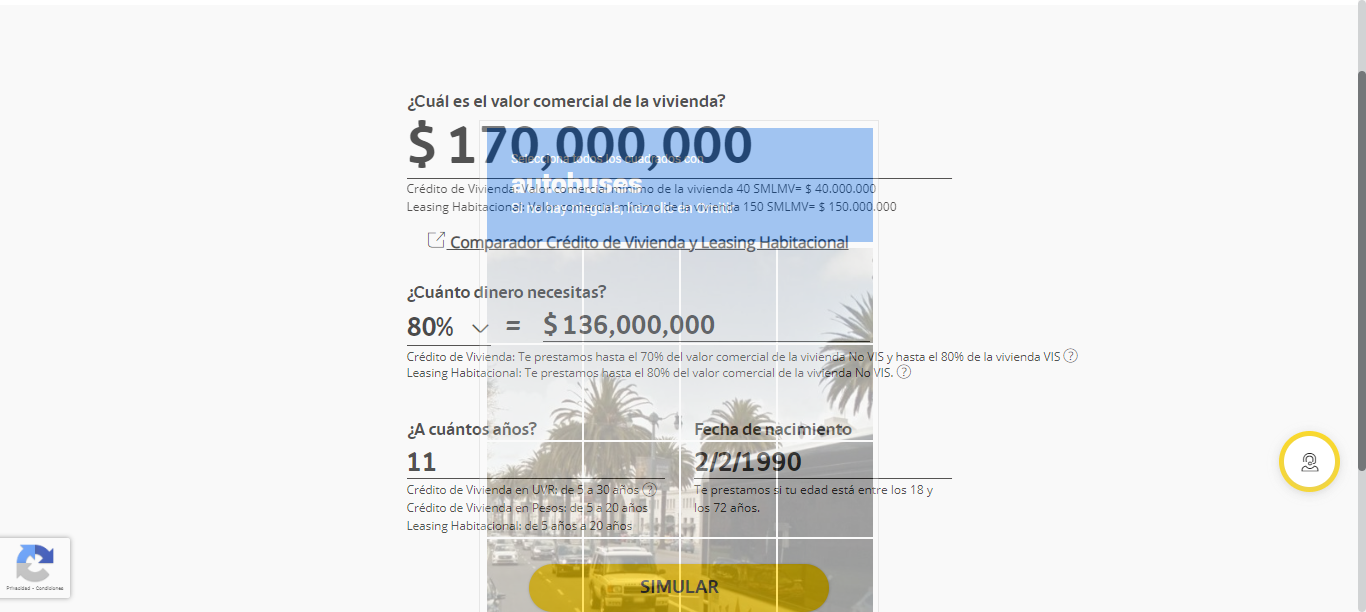 ¿Cuál es el valor comercial de la vivienda?
$ 170,000,000
Selecciona todos los cuadrados con
autobuses
Si no hay ninguno, haz clic en Omitir
Crédito de Vivienda: Valor comercial mínimo de la vivienda 40 SMLMV= $ 40.000.000
Leasing Habitacional: Valor comercial mínimo de la vivienda 150 SMLMV= $ 150.000.000
Comparador Crédito de Vivienda y Leasing Habitacional
¿Cuánto dinero necesitas?
80% = $ 136,000,000
Crédito de Vivienda: Te prestamos hasta el 70% del valor comercial de la vivienda No VIS y hasta el 80% de la vivienda VIS ?
Leasing Habitacional: Te prestamos hasta el 80% del valor comercial de la vivienda No VIS. ?
¿A cuántos años?
11
Crédito de Vivienda en UVR: de 5 a 30 años ?
Crédito de Vivienda en Pesos: de 5 a 20 años
Leasing Habitacional: de 5 años a 20 años
Fecha de nacimiento
2/2/1990
Te prestamos si tu edad está entre los 18 y
los 72 años.
SIMULAR
Privacidad - Condiciones